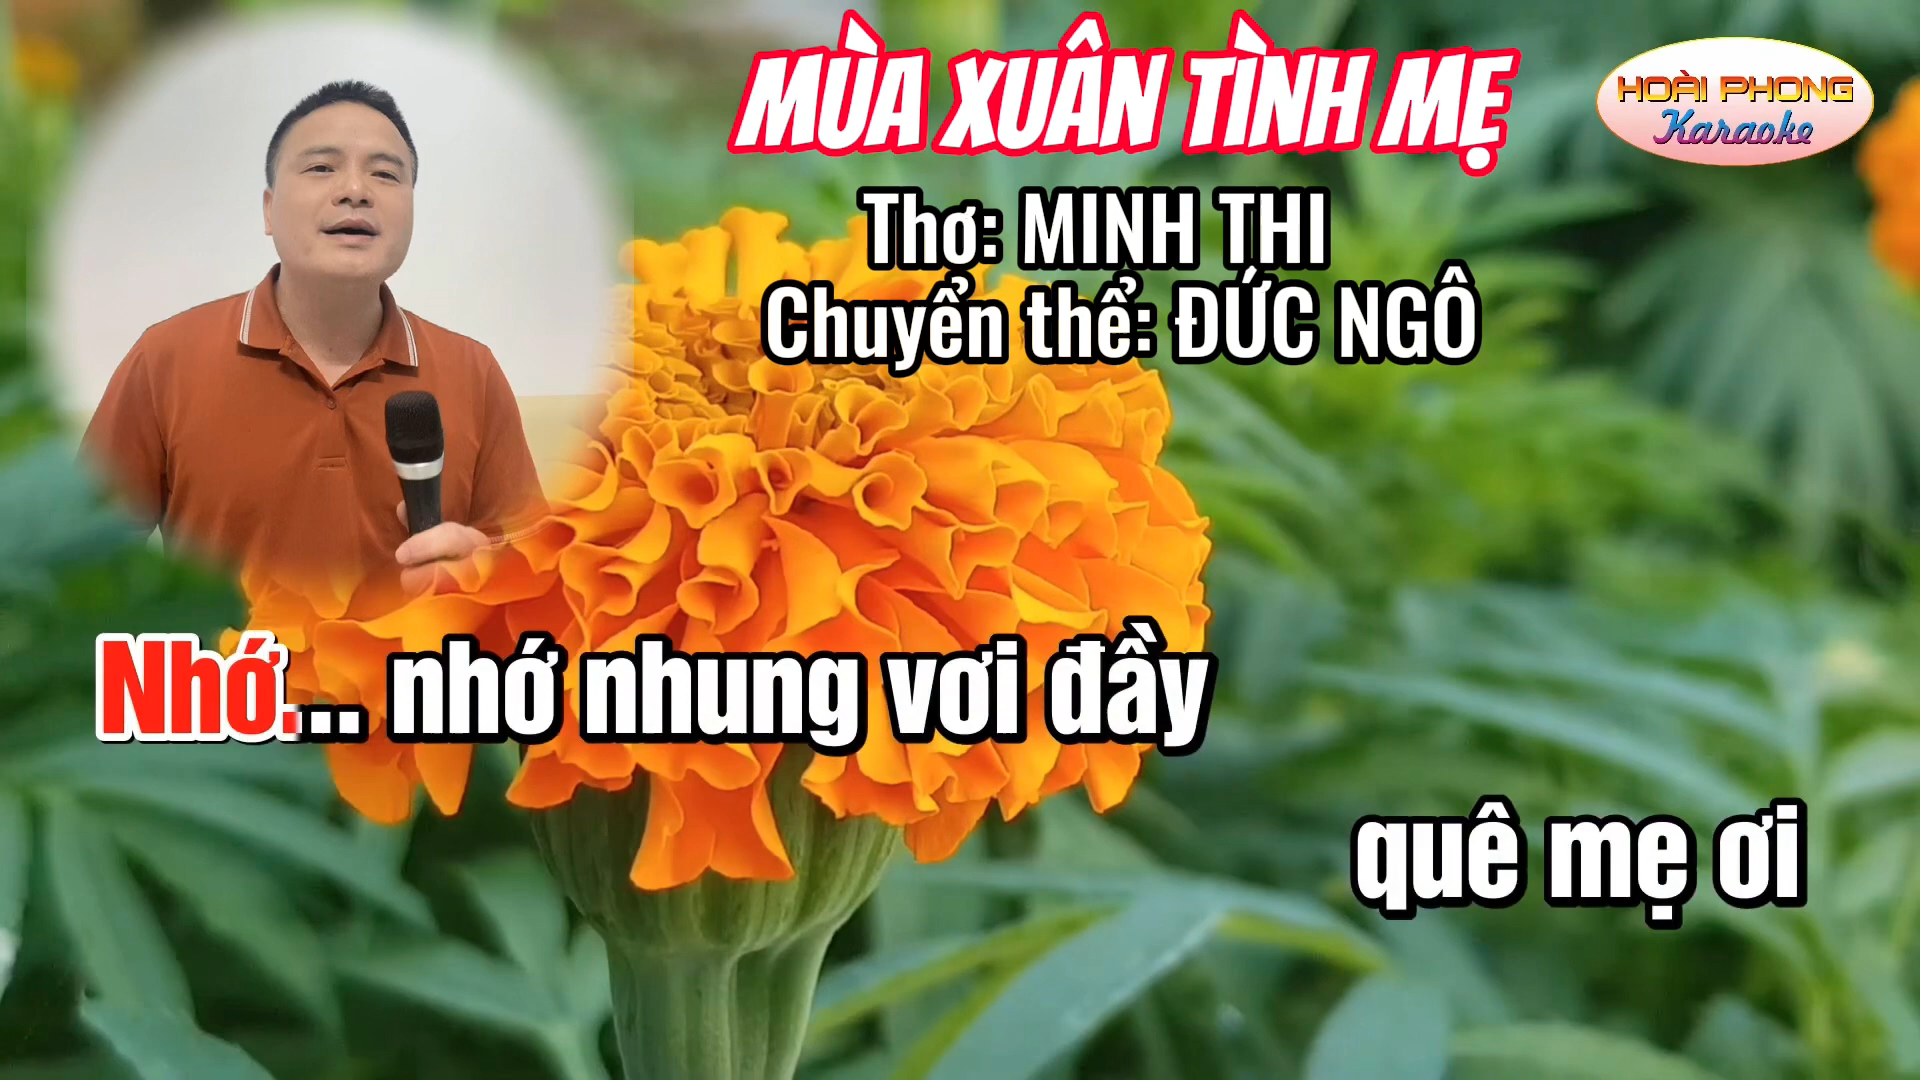 MÙA XUÂN TÌNH MẸ
HOÀI PHONG
Karaoke
Thơ: MINH THI
Chuyển thể: ĐỨC NGÔ
Nhớ... nhớ nhung vơi đầy
quê mẹ ơi